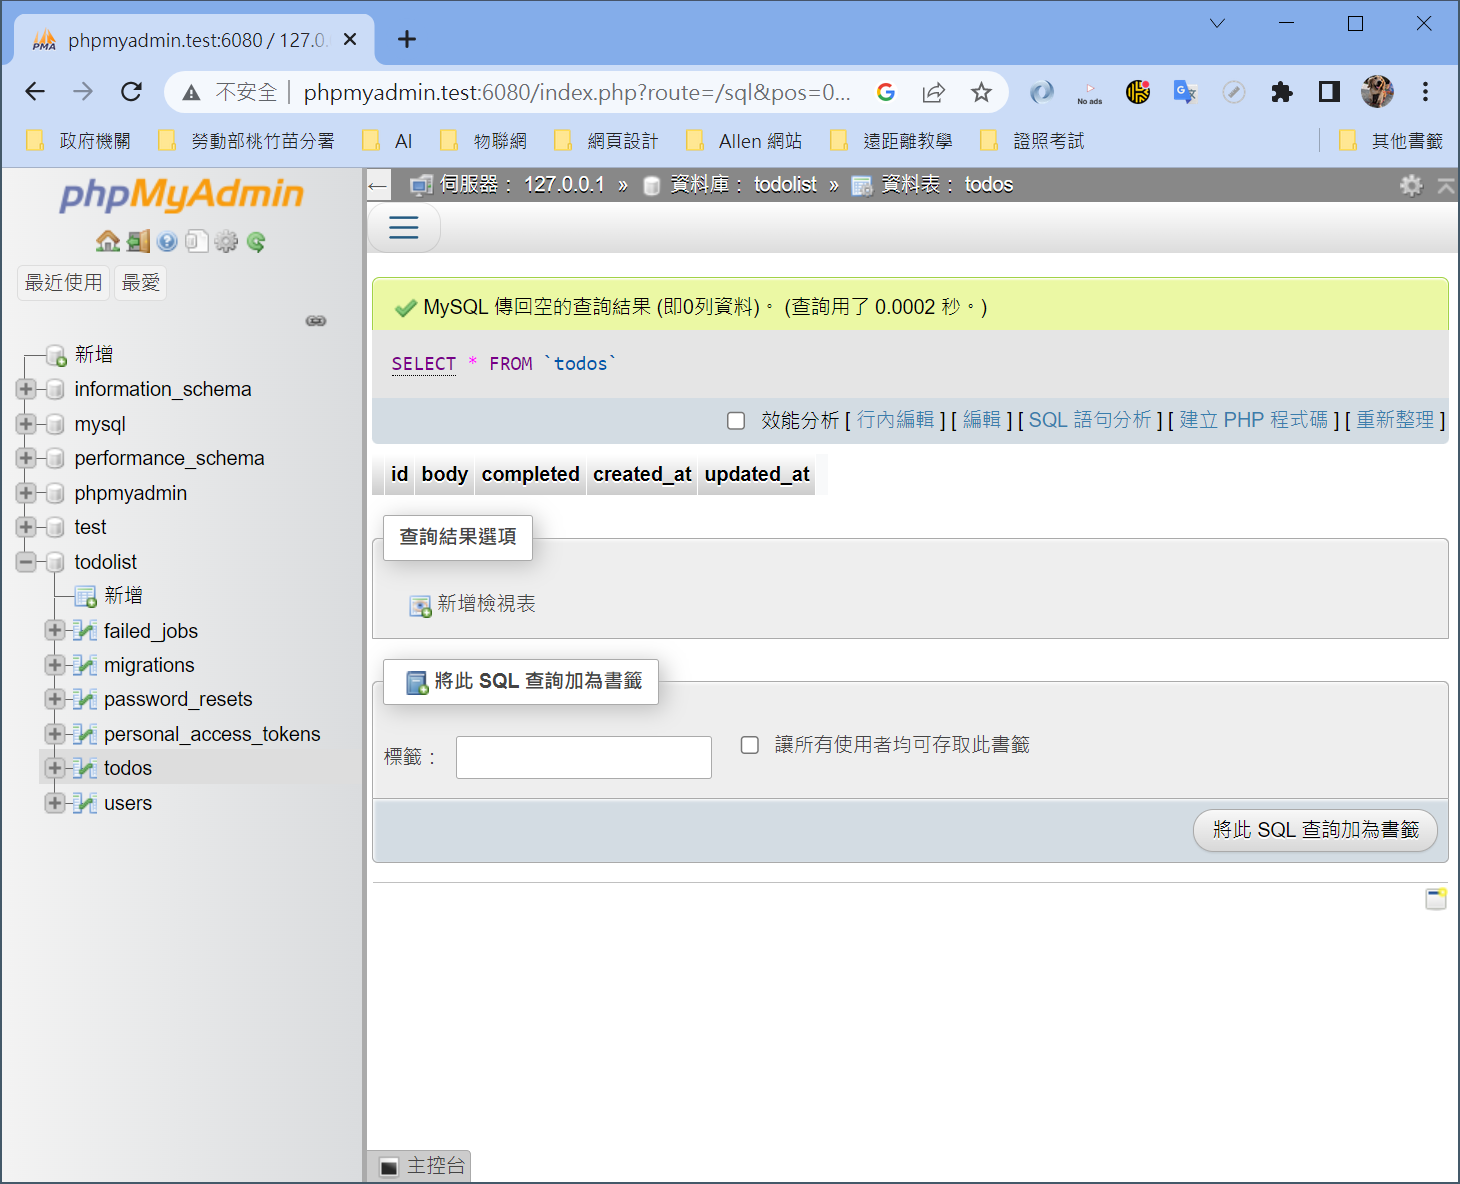 phpmyadmin.test:6080 / 127.0.
不安全
phpmyadmin.test:6080/index.php?route=/sql&pos=0...
No ads
政府機關 勞動部桃竹苗分署 AI 物聯網 網頁設計 Allen 網站 遠距離教學 證照考試 其他書籤
phpMyAdmin
最近使用 最愛
新增
information_schema
mysql
performance_schema
phpmyadmin
test
todolist
新增
failed_jobs
migrations
password_resets
personal_access_tokens
todos
users
伺服器： 127.0.0.1 » 資料庫： todolist » 資料表： todos
MySQL 傳回空的查詢結果 (即0列資料)。 (查詢用了 0.0002 秒。)
SELECT * FROM `todos`
效能分析 [ 行內編輯 ] [ 編輯 ] [ SQL 語句分析 ] [ 建立 PHP 程式碼 ] [ 重新整理 ]
id body completed created_at updated_at
查詢結果選項
新增檢視表
將此 SQL 查詢加為書籤
標籤： 讓所有使用者均可存取此書籤
將此 SQL 查詢加為書籤
主控台